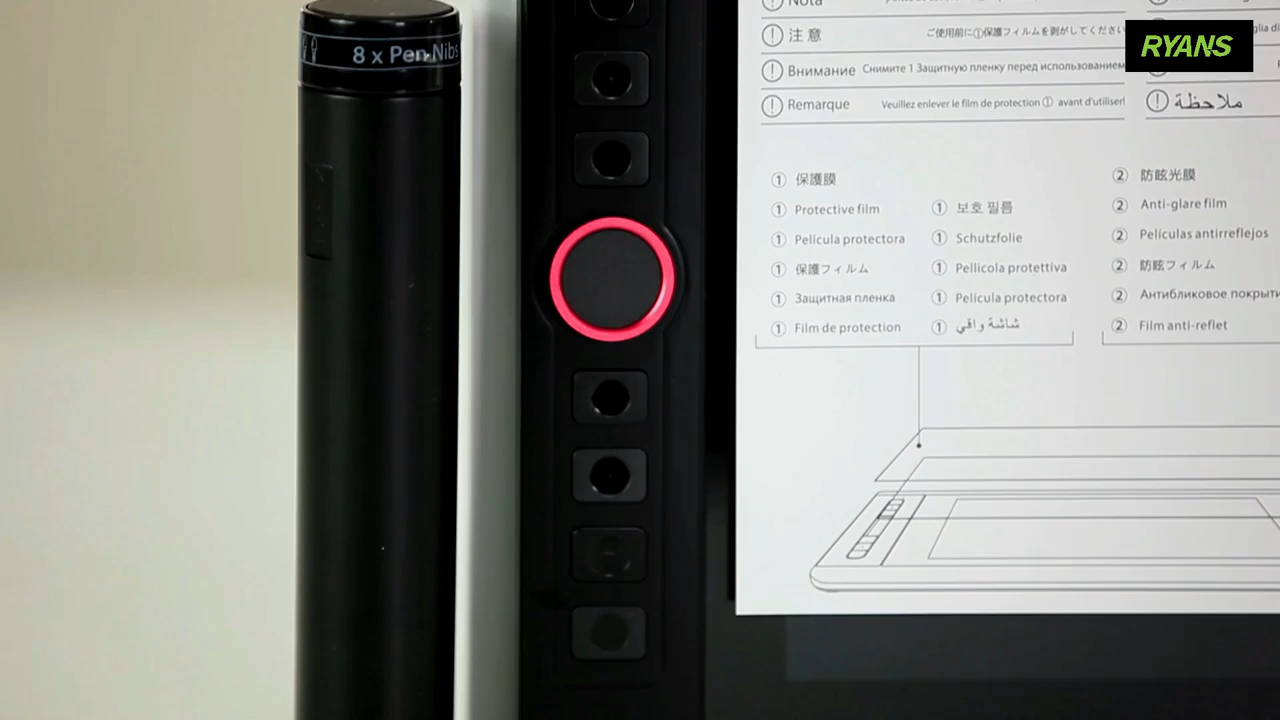 8 x Pen Nibs
RYANS
Nota
注意
ご使用前に①保護フィルムを剥がしてください
Внимание Снимите 1 Защитную пленку перед использованием
Remarque Veuillez enlever le film de protection ① avant d'utiliser!
ملاحظة
① 保護膜
① Protective film
① Película protectora
① 保護フィルム
① Защитная пленка
① Film de protection
① 보호 필름
① Schutzfolie
① Pellicola protettiva
① Película protectora
① شاشة واقي
② 防眩光膜
② Anti-glare film
② Películas antirreflejos
② 防眩フィルム
② Антибликовое покрыти
② Film anti-reflet